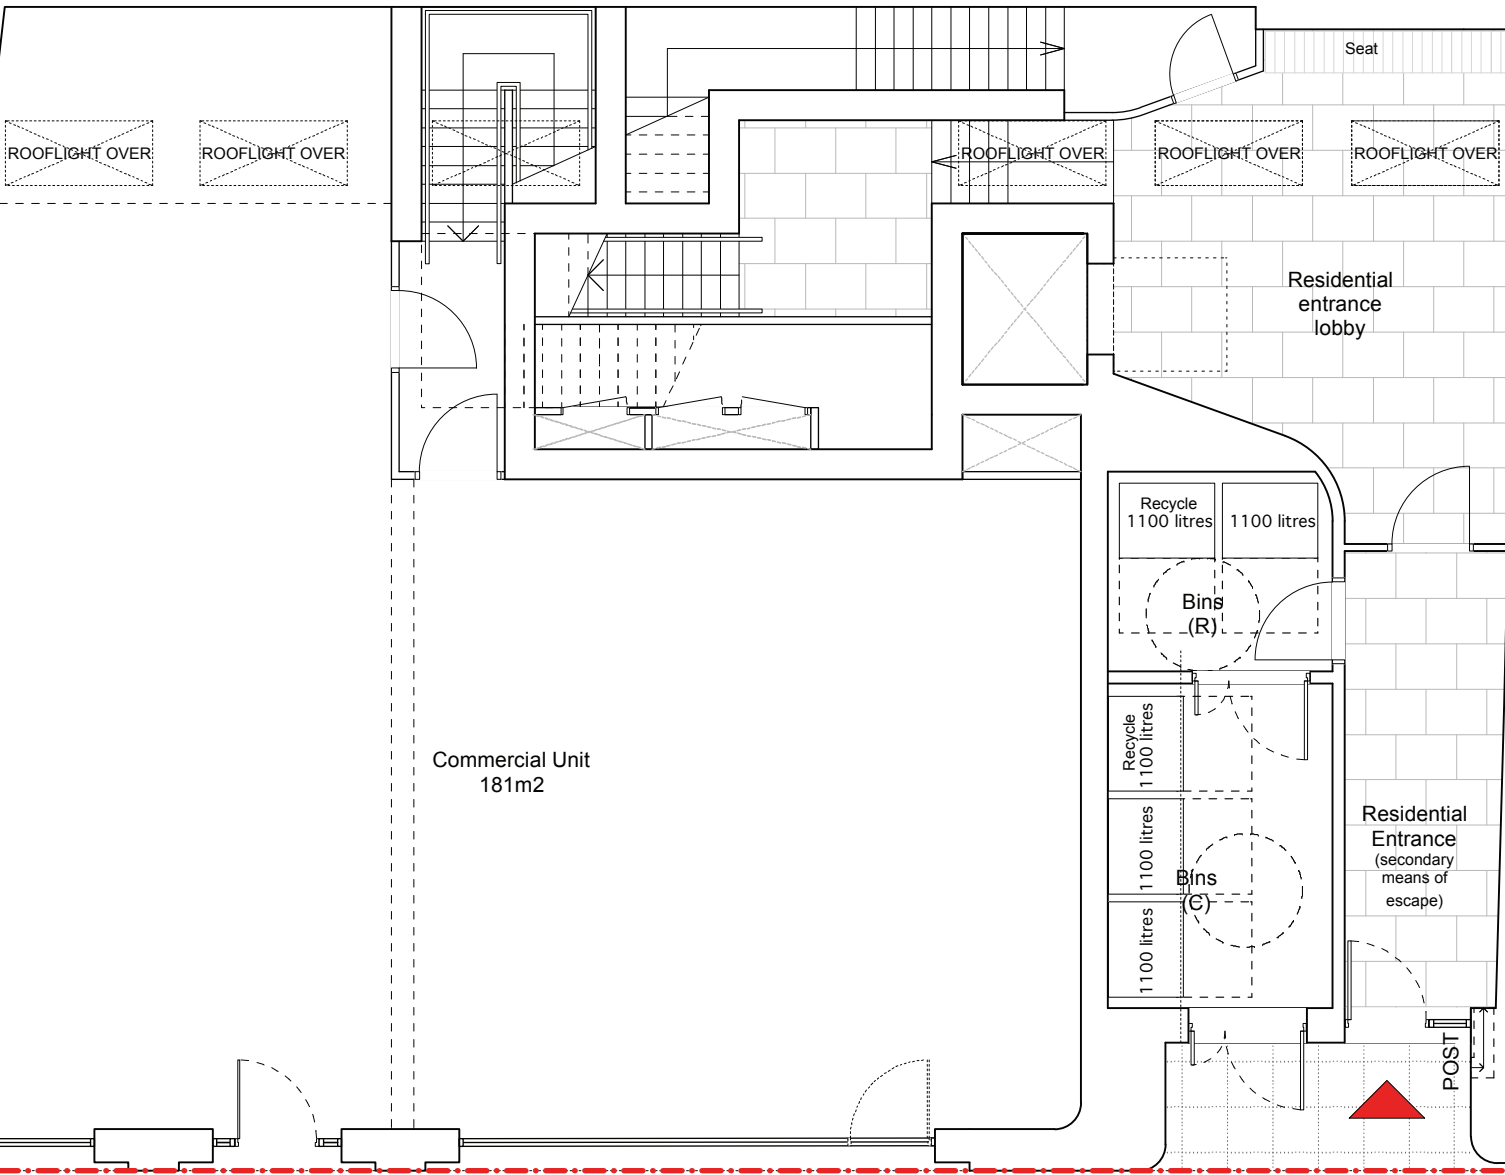 Seat
ROOFLIGHT OVER
ROOFLIGHT OVER
ROOFLIGHT OVER
ROOFLIGHT OVER
ROOFLIGHT OVER
Residential
entrance
lobby
Recycle
1100 litres
1100 litres
Bins
(R)
Recycle
1100 litres
Commercial Unit
181m2
1100 litres
Bins
(C)
1100 litres
Residential
Entrance
(secondary
means of
escape)
POST